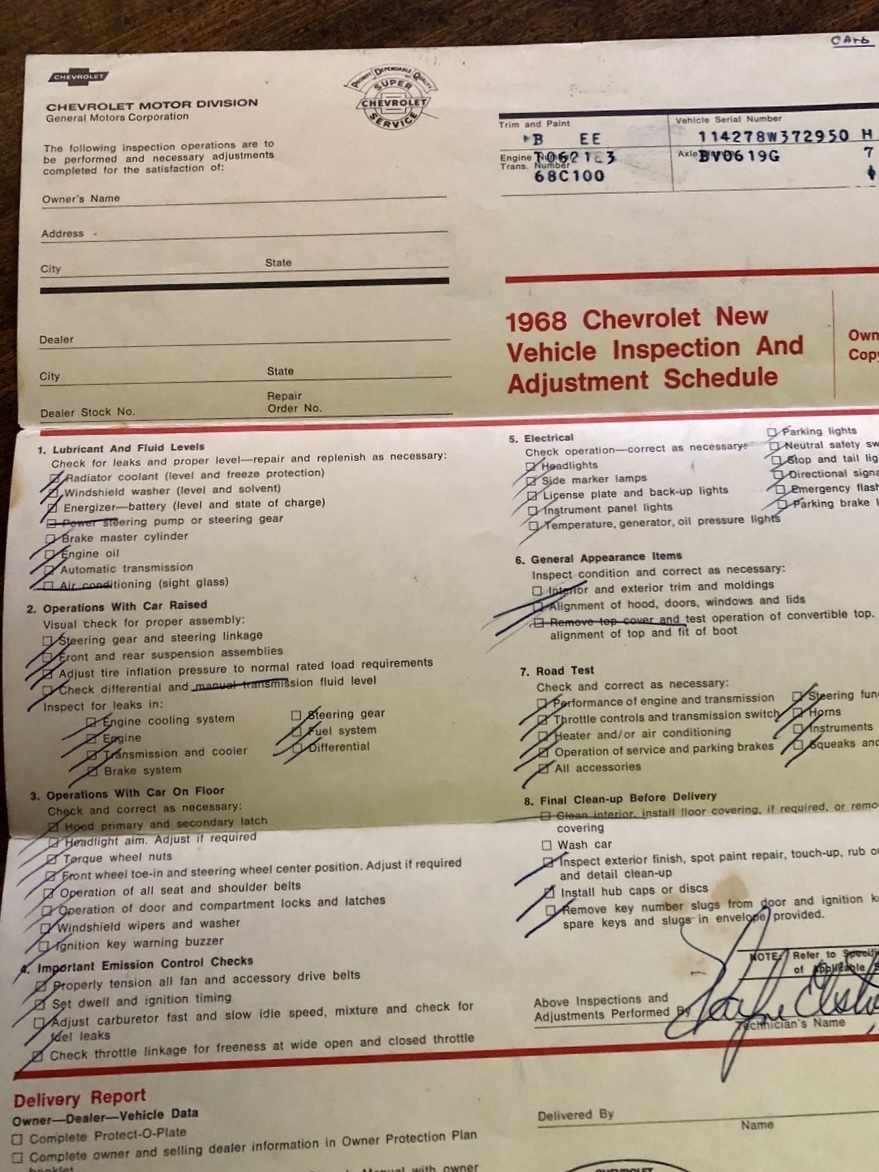 CAr6
CHEVROLET
CHEVROLET MOTOR DIVISION
General Motors Corporation
PROMPT DEPENDABLE QUALITY
SUPER
CHEVROLET
SERVICE
The following inspection operations are to
be performed and necessary adjustments
completed for the satisfaction of:
Owner's Name
Address
City State
Dealer
City State
Dealer Stock No. Repair
Order No.
Trim and Paint
B EE
Vehicle Serial Number
114278W372950 H
Engine
T0621
Trans. Number
68C100
Axle
BV0619G 7
1968 Chevrolet New
Vehicle Inspection And
Adjustment Schedule
1. Lubricant And Fluid Levels
Check for leaks and proper level—repair and replenish as necessary:
Radiator coolant (level and freeze protection)
Windshield washer (level and solvent)
Energizer—battery (level and state of charge)
Power steering pump or steering gear
Brake master cylinder
Engine oil
Automatic transmission
Air conditioning (sight glass)
2. Operations With Car Raised
Visual check for proper assembly:
Steering gear and steering linkage
Front and rear suspension assemblies
Adjust tire inflation pressure to normal rated load requirements
Check differential and manual transmission fluid level
Inspect for leaks in:
Engine cooling system
Engine
Transmission and cooler
Brake system
Steering gear
Fuel system
Differential
3. Operations With Car On Floor
Check and correct as necessary:
Hood primary and secondary latch
Headlight aim. Adjust if required
Torque wheel nuts
Front wheel toe-in and steering wheel center position. Adjust if required
Operation of all seat and shoulder belts
Operation of door and compartment locks and latches
Windshield wipers and washer
Ignition key warning buzzer
4. Important Emission Control Checks
Properly tension all fan and accessory drive belts
Set dwell and ignition timing
Adjust carburetor fast and slow idle speed, mixture and check for
fuel leaks
Check throttle linkage for freeness at wide open and closed throttle
5. Electrical
Check operation—correct as necessary:
Headlights
Side marker lamps
License plate and back-up lights
Instrument panel lights
Temperature, generator, oil pressure lights
Parking lights
Neutral safety
Stop and tail
Directional
Emergency
Parking brake
6. General Appearance Items
Inspect condition and correct as necessary:
Interior and exterior trim and moldings
Alignment of hood, doors, windows and lids
Remove top cover and test operation of convertible top.
alignment of top and fit of boot
7. Road Test
Check and correct as necessary:
Performance of engine and transmission
Throttle controls and transmission switch
Heater and/or air conditioning
Operation of service and parking brakes
All accessories
Steering
Horns
Instruments
Squeaks and
8. Final Clean-up Before Delivery
Clean interior, install floor covering, if required, or
covering
Wash car
Inspect exterior finish, spot paint repair, touch-up, rub
and detail clean-up
Install hub caps or discs
Remove key number slugs from door and ignition
spare keys and slugs in envelope provided.
NOTE: Refer to
of Applicable
Above Inspections and
Adjustments Performed By
Technician's Name
Delivery Report
Owner—Dealer—Vehicle Data
Complete Protect-O-Plate
Complete owner and selling dealer information in Owner Protection Plan
Manual with owner
Delivered By
Name
CHEVROLET